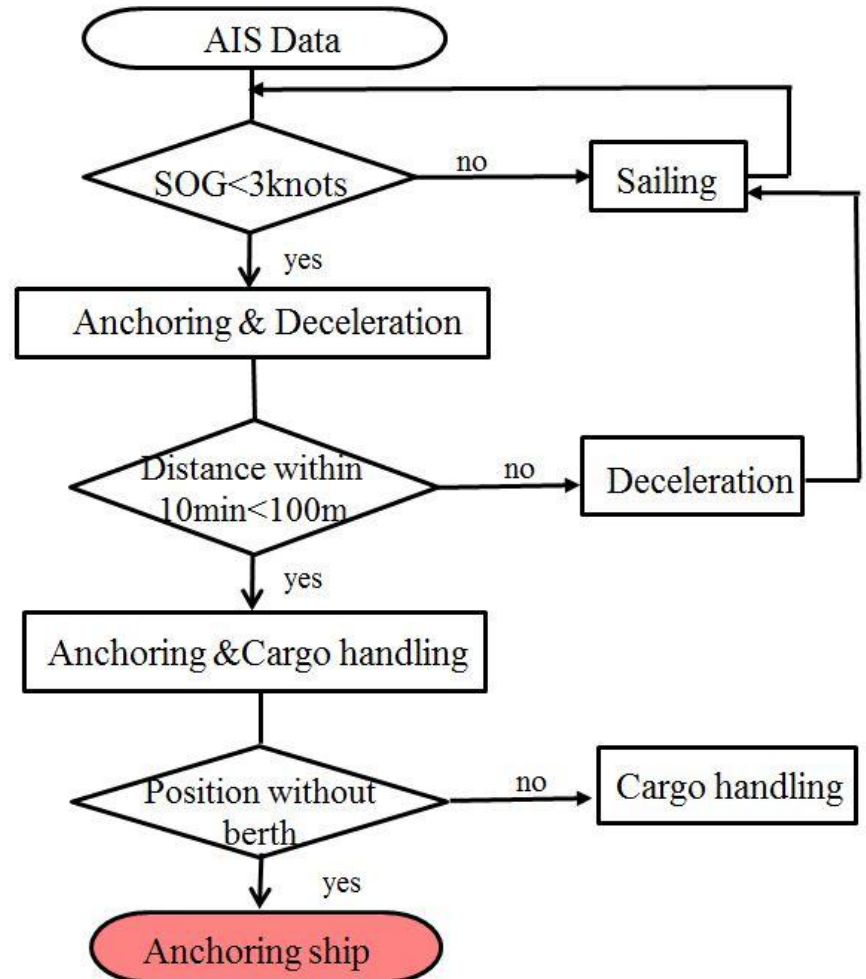 AIS Data
SOG<3knots
no
Sailing
yes
Anchoring & Deceleration
Distance within
10min<100m
no
Deceleration
yes
Anchoring &Cargo handling
Position without
berth
no
Cargo handling
yes
Anchoring ship